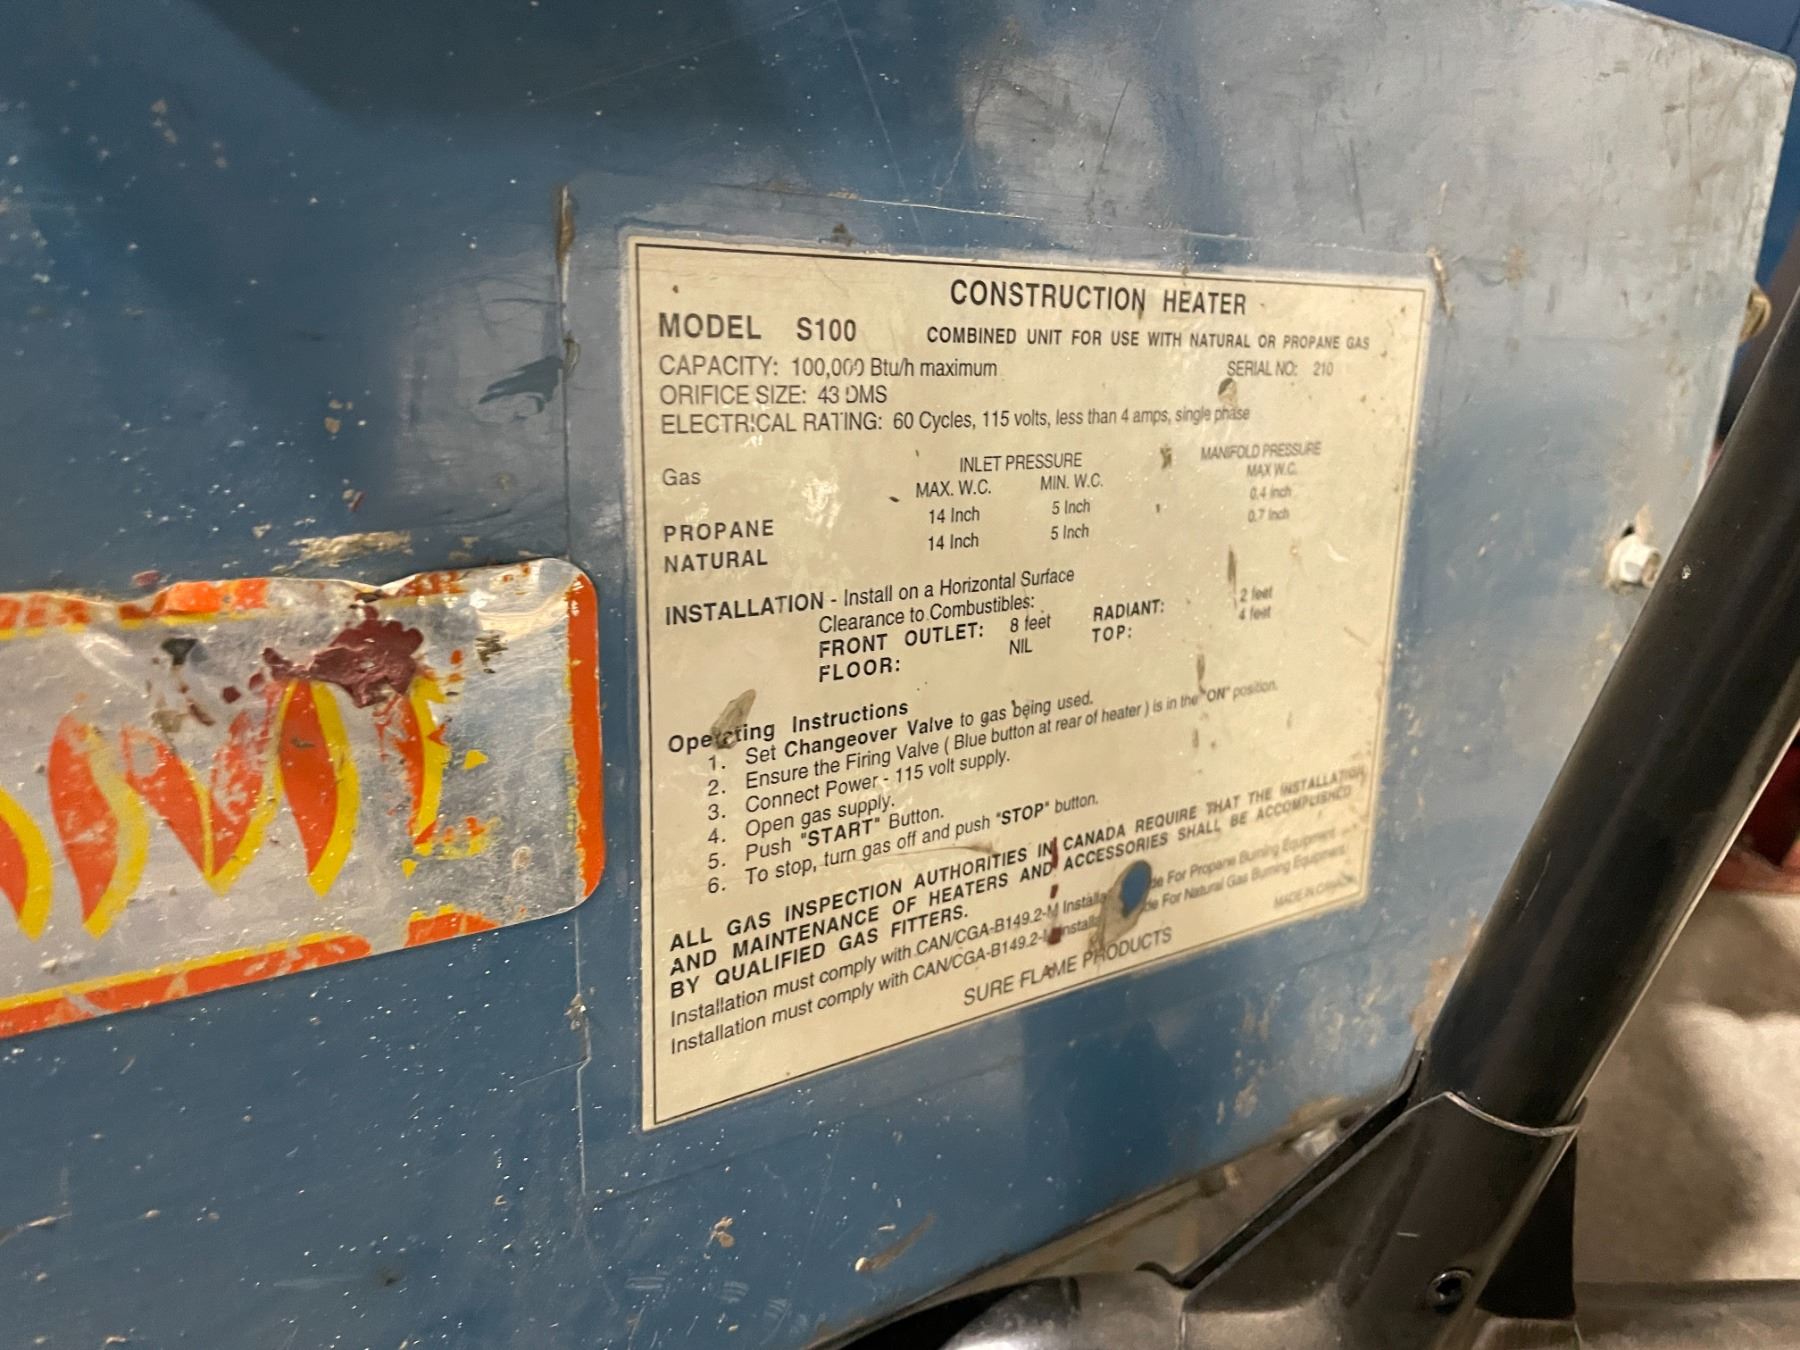 CONSTRUCTION HEATER
MODEL S100 COMBINED UNIT FOR USE WITH NATURAL OR PROPANE GAS
CAPACITY: 100,000 Btu/h maximum SERIAL NO: 210
ORIFICE SIZE: 43 DMS
ELECTRICAL RATING: 60 Cycles, 115 volts, less than 4 amps, single phase
Gas INLET PRESSURE MANIFOLD PRESSURE
MAX. W.C. MIN. W.C. MAX W.C.
PROPANE 14 Inch 5 Inch 0.4 inch
NATURAL 14 Inch 5 Inch 0.7 Inch
INSTALLATION - Install on a Horizontal Surface
Clearance to Combustibles:
FRONT OUTLET: 8 feet RADIANT: 2 feet
FLOOR: NIL TOP: 4 feet
Operating Instructions
1. Set Changeover Valve to gas being used.
2. Ensure the Firing Valve ( Blue button at rear of heater ) is in the "ON" position.
3. Connect Power - 115 volt supply.
4. Open gas supply.
5. Push "START" Button.
6. To stop, turn gas off and push "STOP" button.
ALL GAS INSPECTION AUTHORITIES IN CANADA REQUIRE THAT THE INSTALLATION
AND MAINTENANCE OF HEATERS AND ACCESSORIES SHALL BE ACCOMPLISHED
BY QUALIFIED GAS FITTERS.
Installation must comply with CAN/CGA-B149.2-M For Propane Burning Equipment
Installation must comply with CAN/CGA-B149.2- For Natural Gas Burning Equipment.
SURE FLAME PRODUCTS MADE IN CANADA